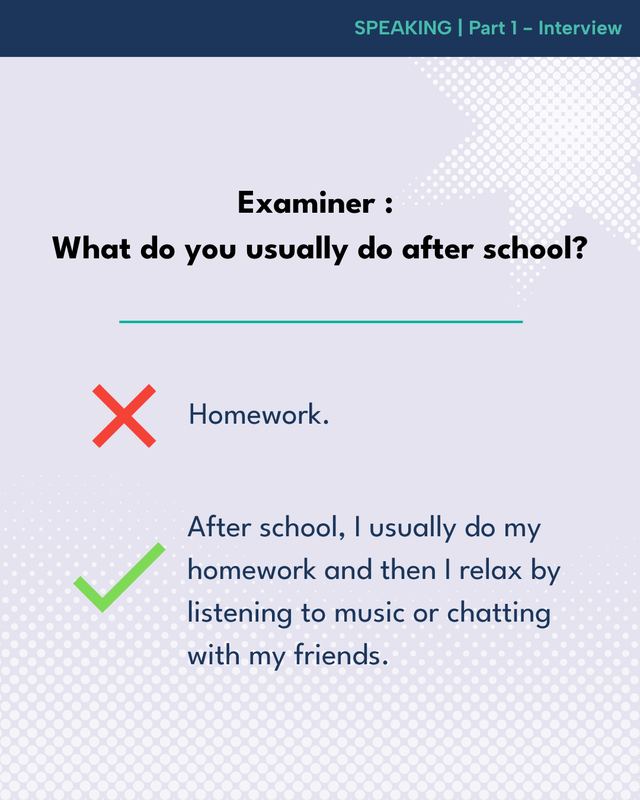 SPEAKING | Part 1 – Interview
Examiner :
What do you usually do after school?
Homework.
After school, I usually do my
homework and then I relax by
listening to music or chatting
with my friends.